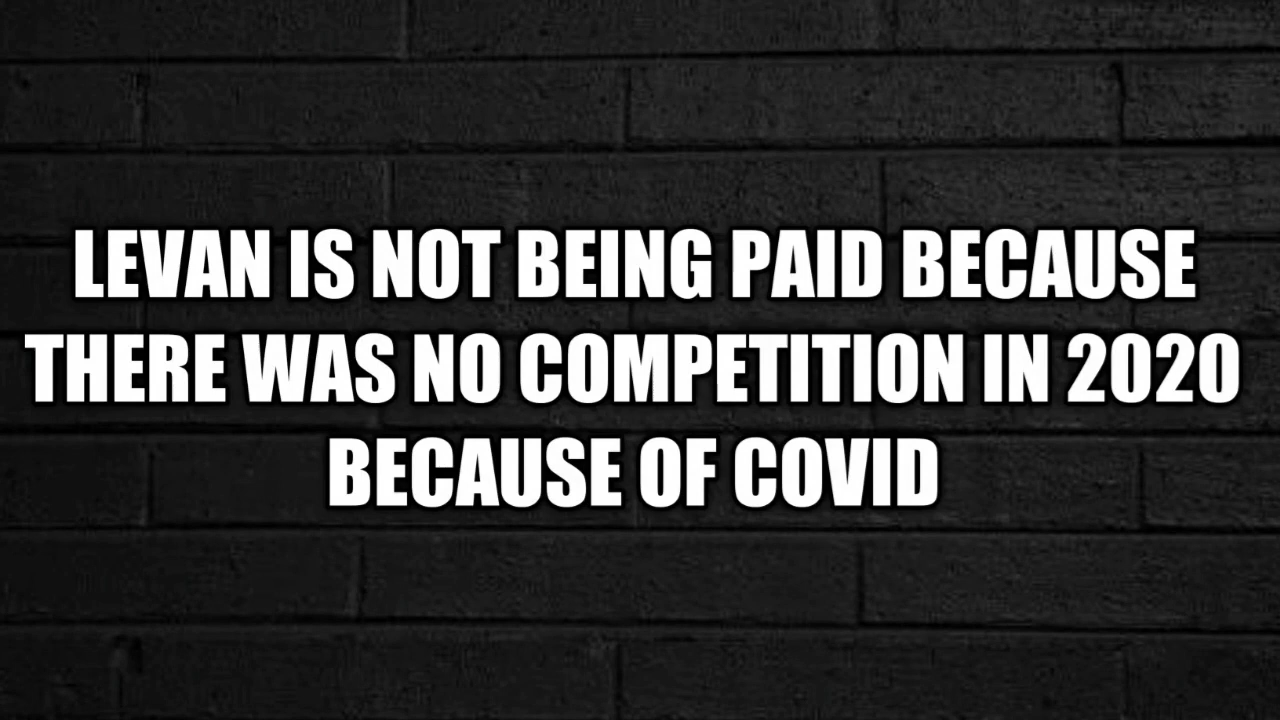 LEVAN IS NOT BEING PAID BECAUSE
THERE WAS NO COMPETITION IN 2020
BECAUSE OF COVID